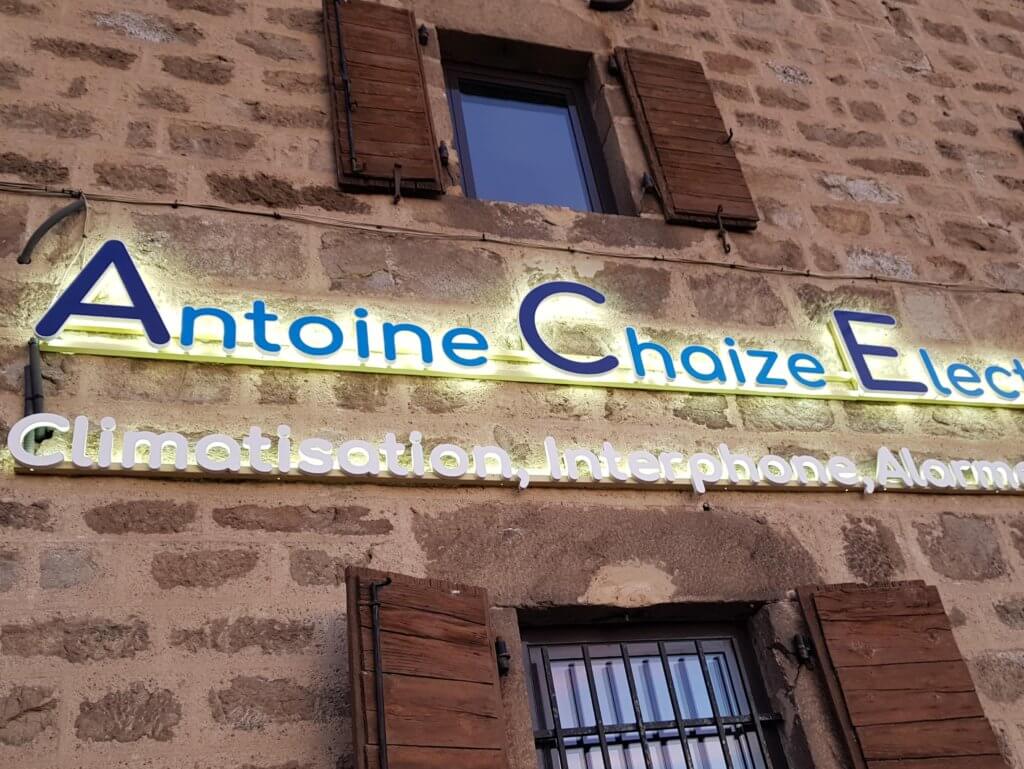 Antoine Chaize Elect
Climatisation, Interphone, Alarme